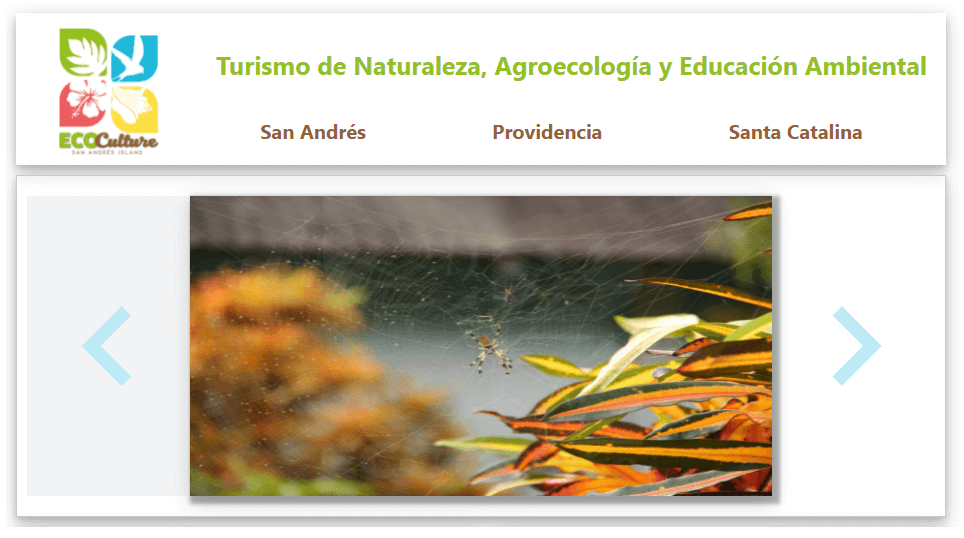 Turismo de Naturaleza, Agroecología y Educación Ambiental
San Andrés Providencia Santa Catalina
ECOCulture
SAN ANDRÉS ISLAND